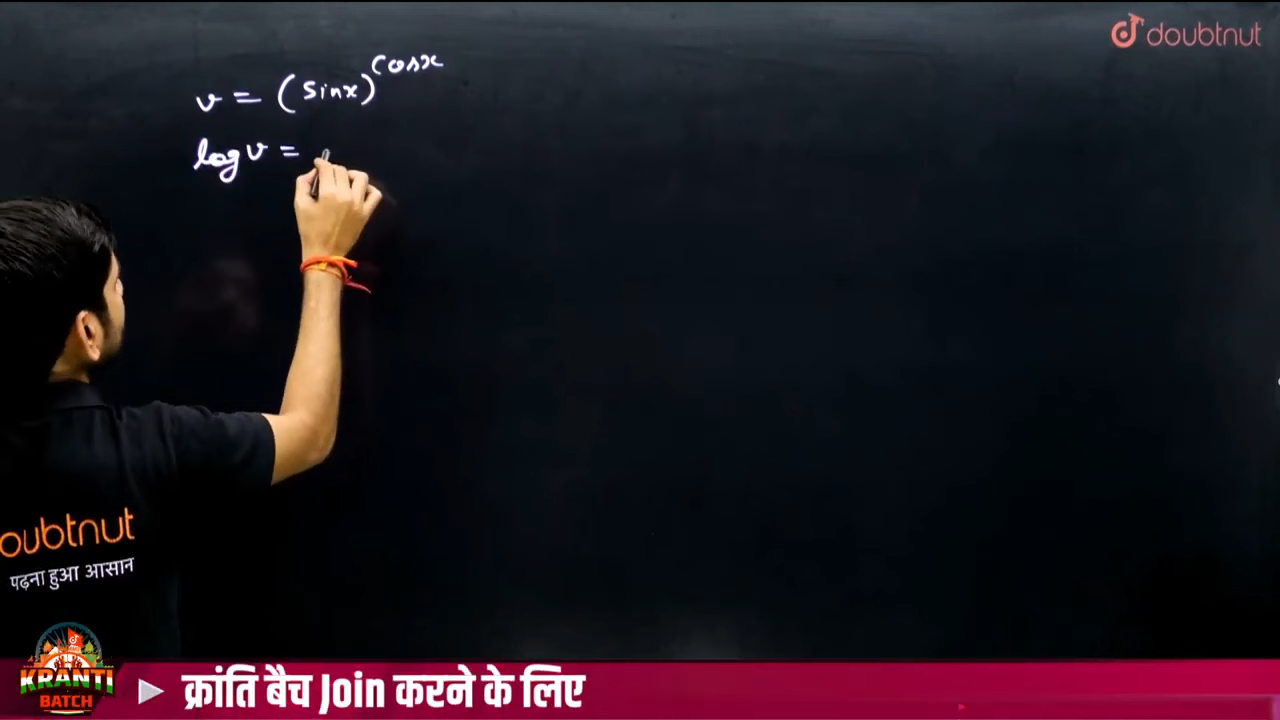 doubtnut
v = (sinx)^cosx
log v =
doubtnut
पढ़ना हुआ आसान
KRANTI
BATCH
क्रांति बैच Join करने के लिए